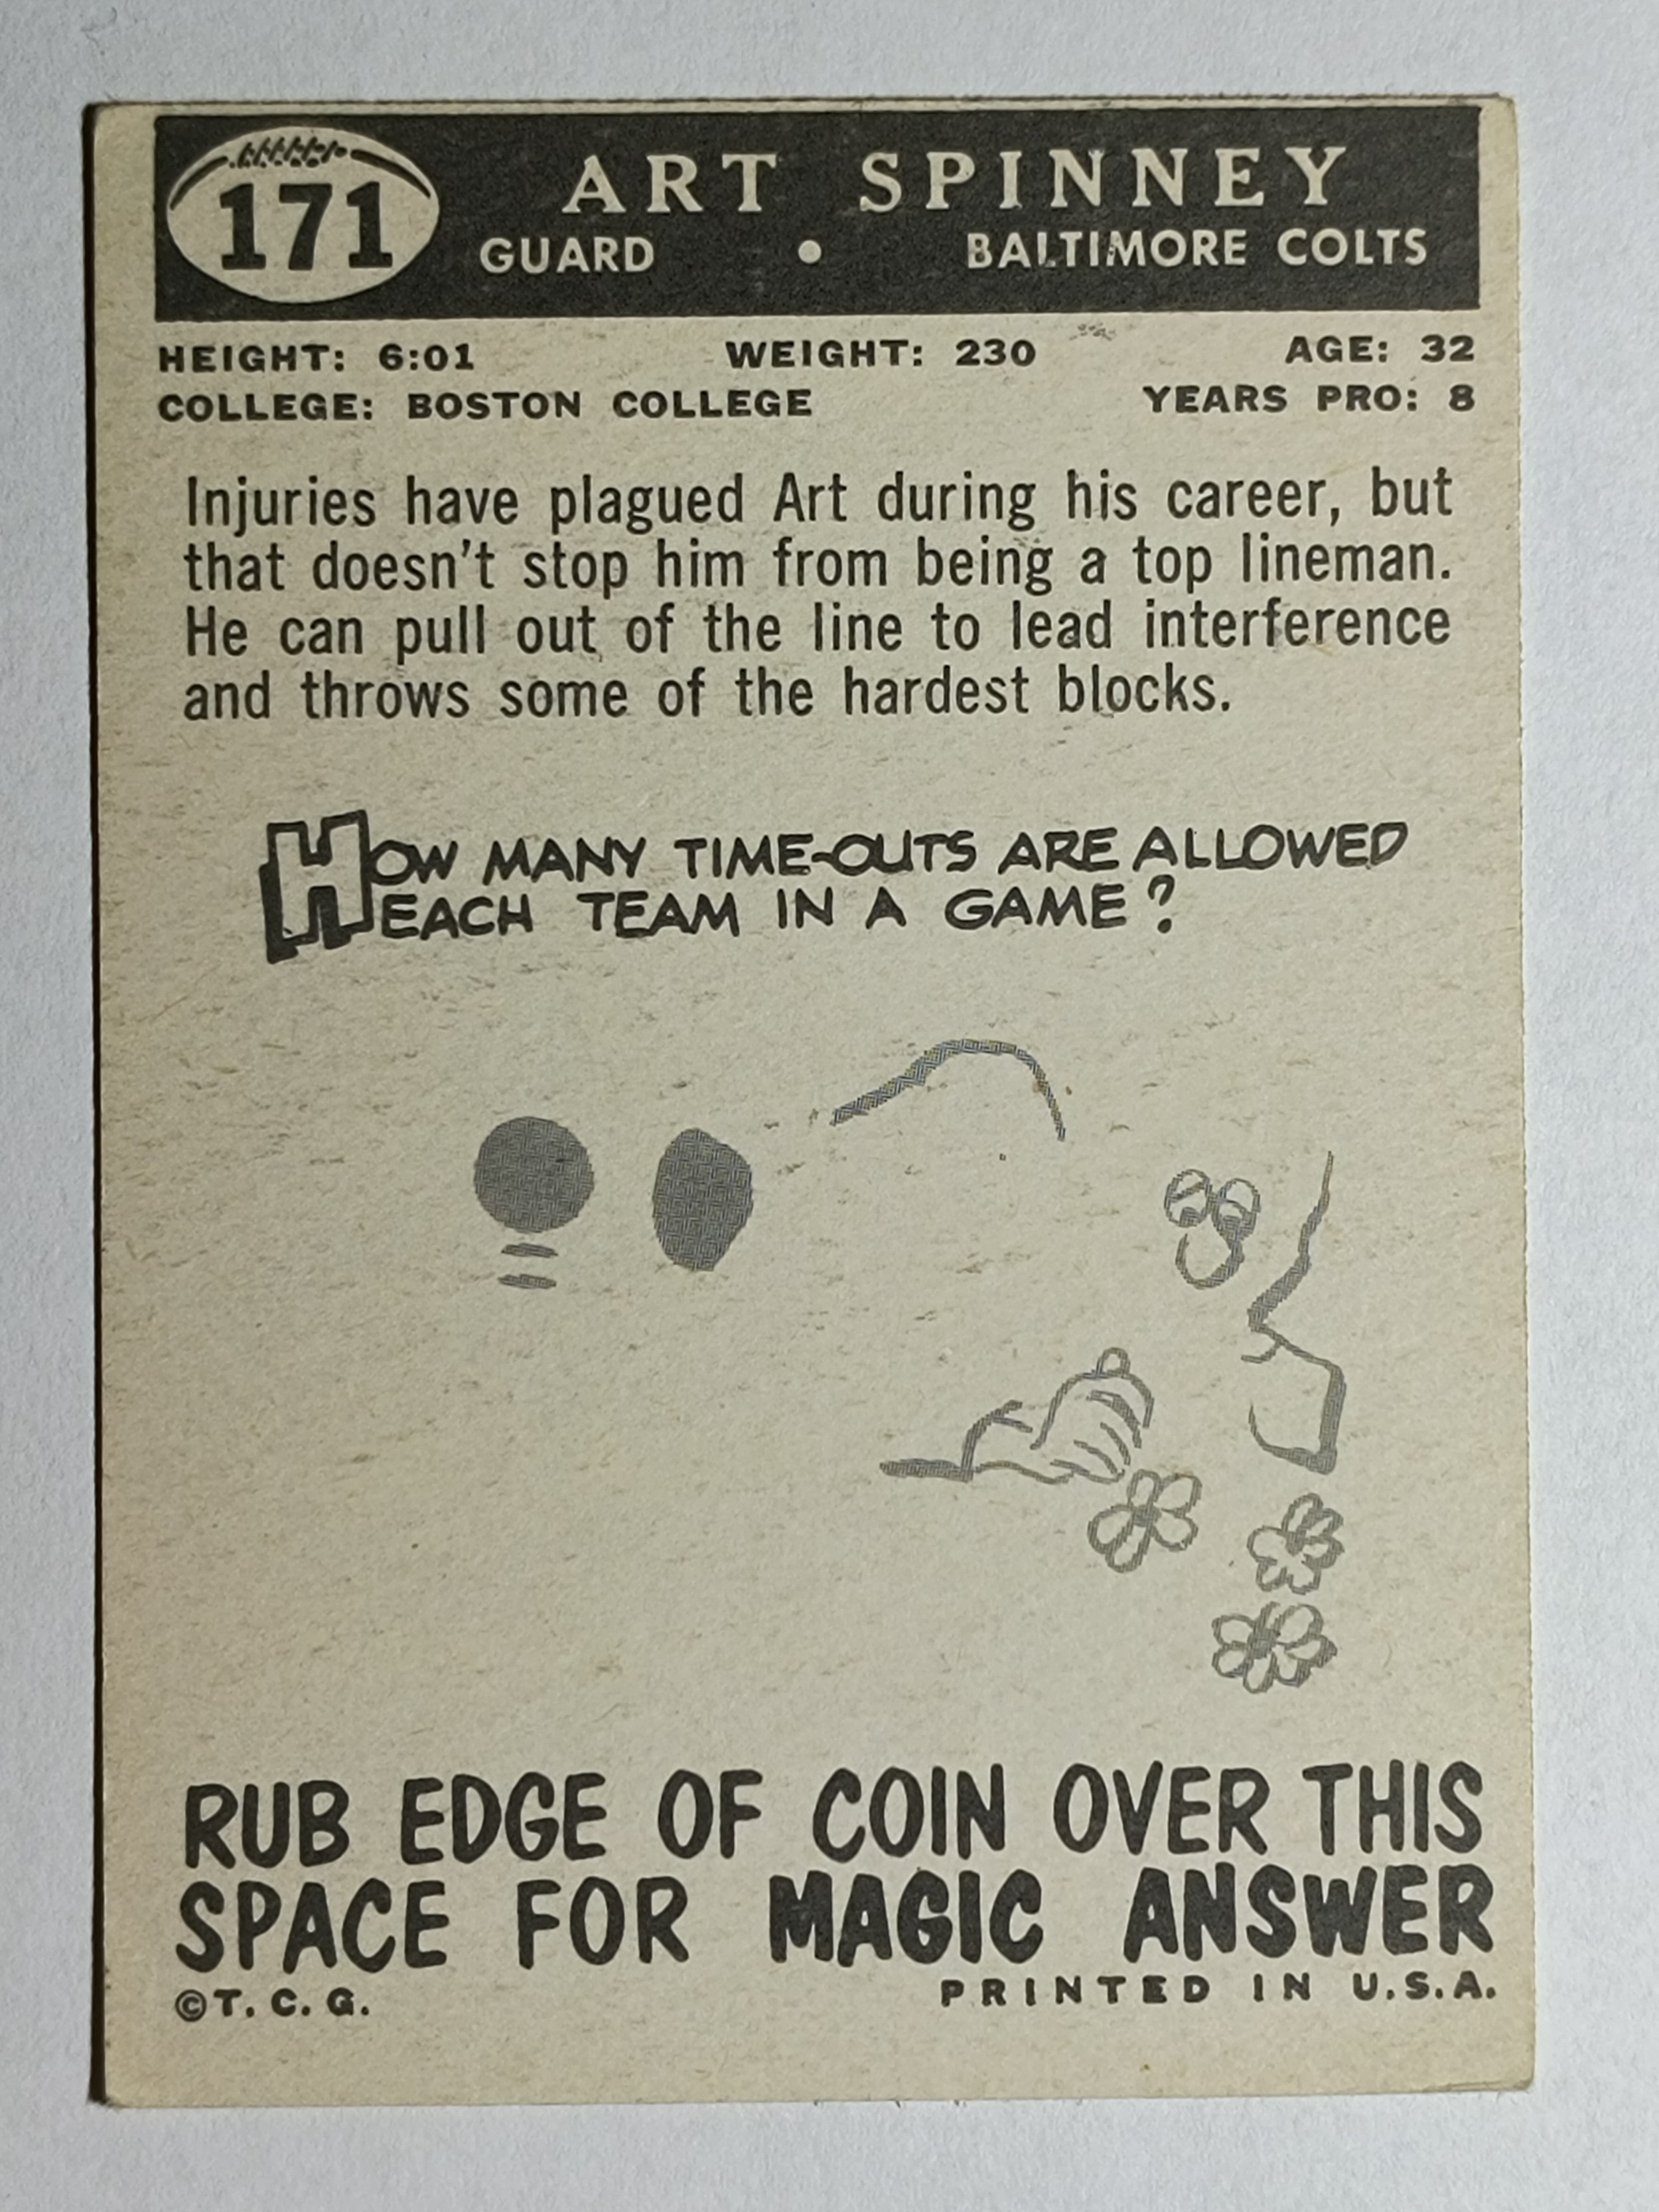 171
ART SPINNEY
GUARD • BALTIMORE COLTS
HEIGHT: 6:01 WEIGHT: 230 AGE: 32
COLLEGE: BOSTON COLLEGE YEARS PRO: 8
Injuries have plagued Art during his career, but
that doesn't stop him from being a top lineman.
He can pull out of the line to lead interference
and throws some of the hardest blocks.
HOW MANY TIME-OUTS ARE ALLOWED
EACH TEAM IN A GAME?
RUB EDGE OF COIN OVER THIS
SPACE FOR MAGIC ANSWER
©T. C. G. PRINTED IN U.S.A.